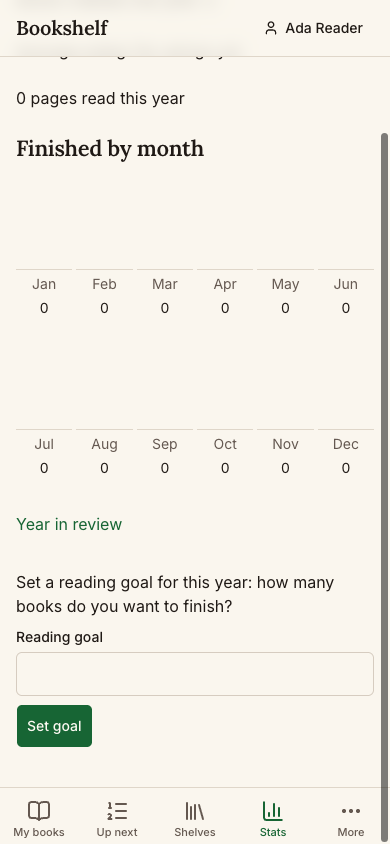 Bookshelf
Ada Reader
0 pages read this year
Finished by month
Jan Feb Mar Apr May Jun
0 0 0 0 0 0
Jul Aug Sep Oct Nov Dec
0 0 0 0 0 0
Year in review
Set a reading goal for this year: how many
books do you want to finish?
Reading goal
Set goal
My books Up next Shelves Stats More